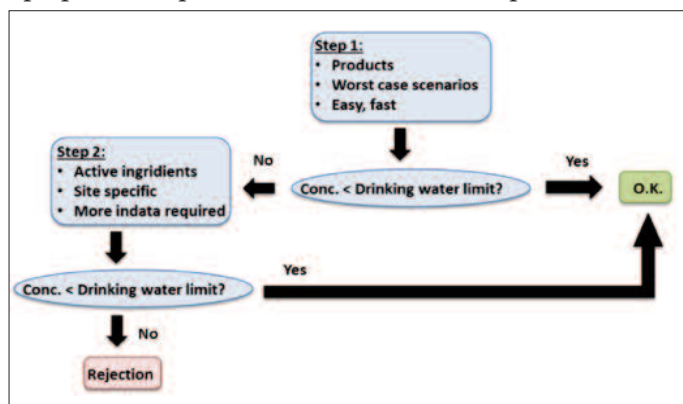 Step 1:
• Products
• Worst case scenarios
• Easy, fast
Step 2:
• Active ingridients
• Site specific
• More indata required
No
Conc. < Drinking water limit?
Yes
O.K.
Conc. < Drinking water limit?
Yes
No
Rejection